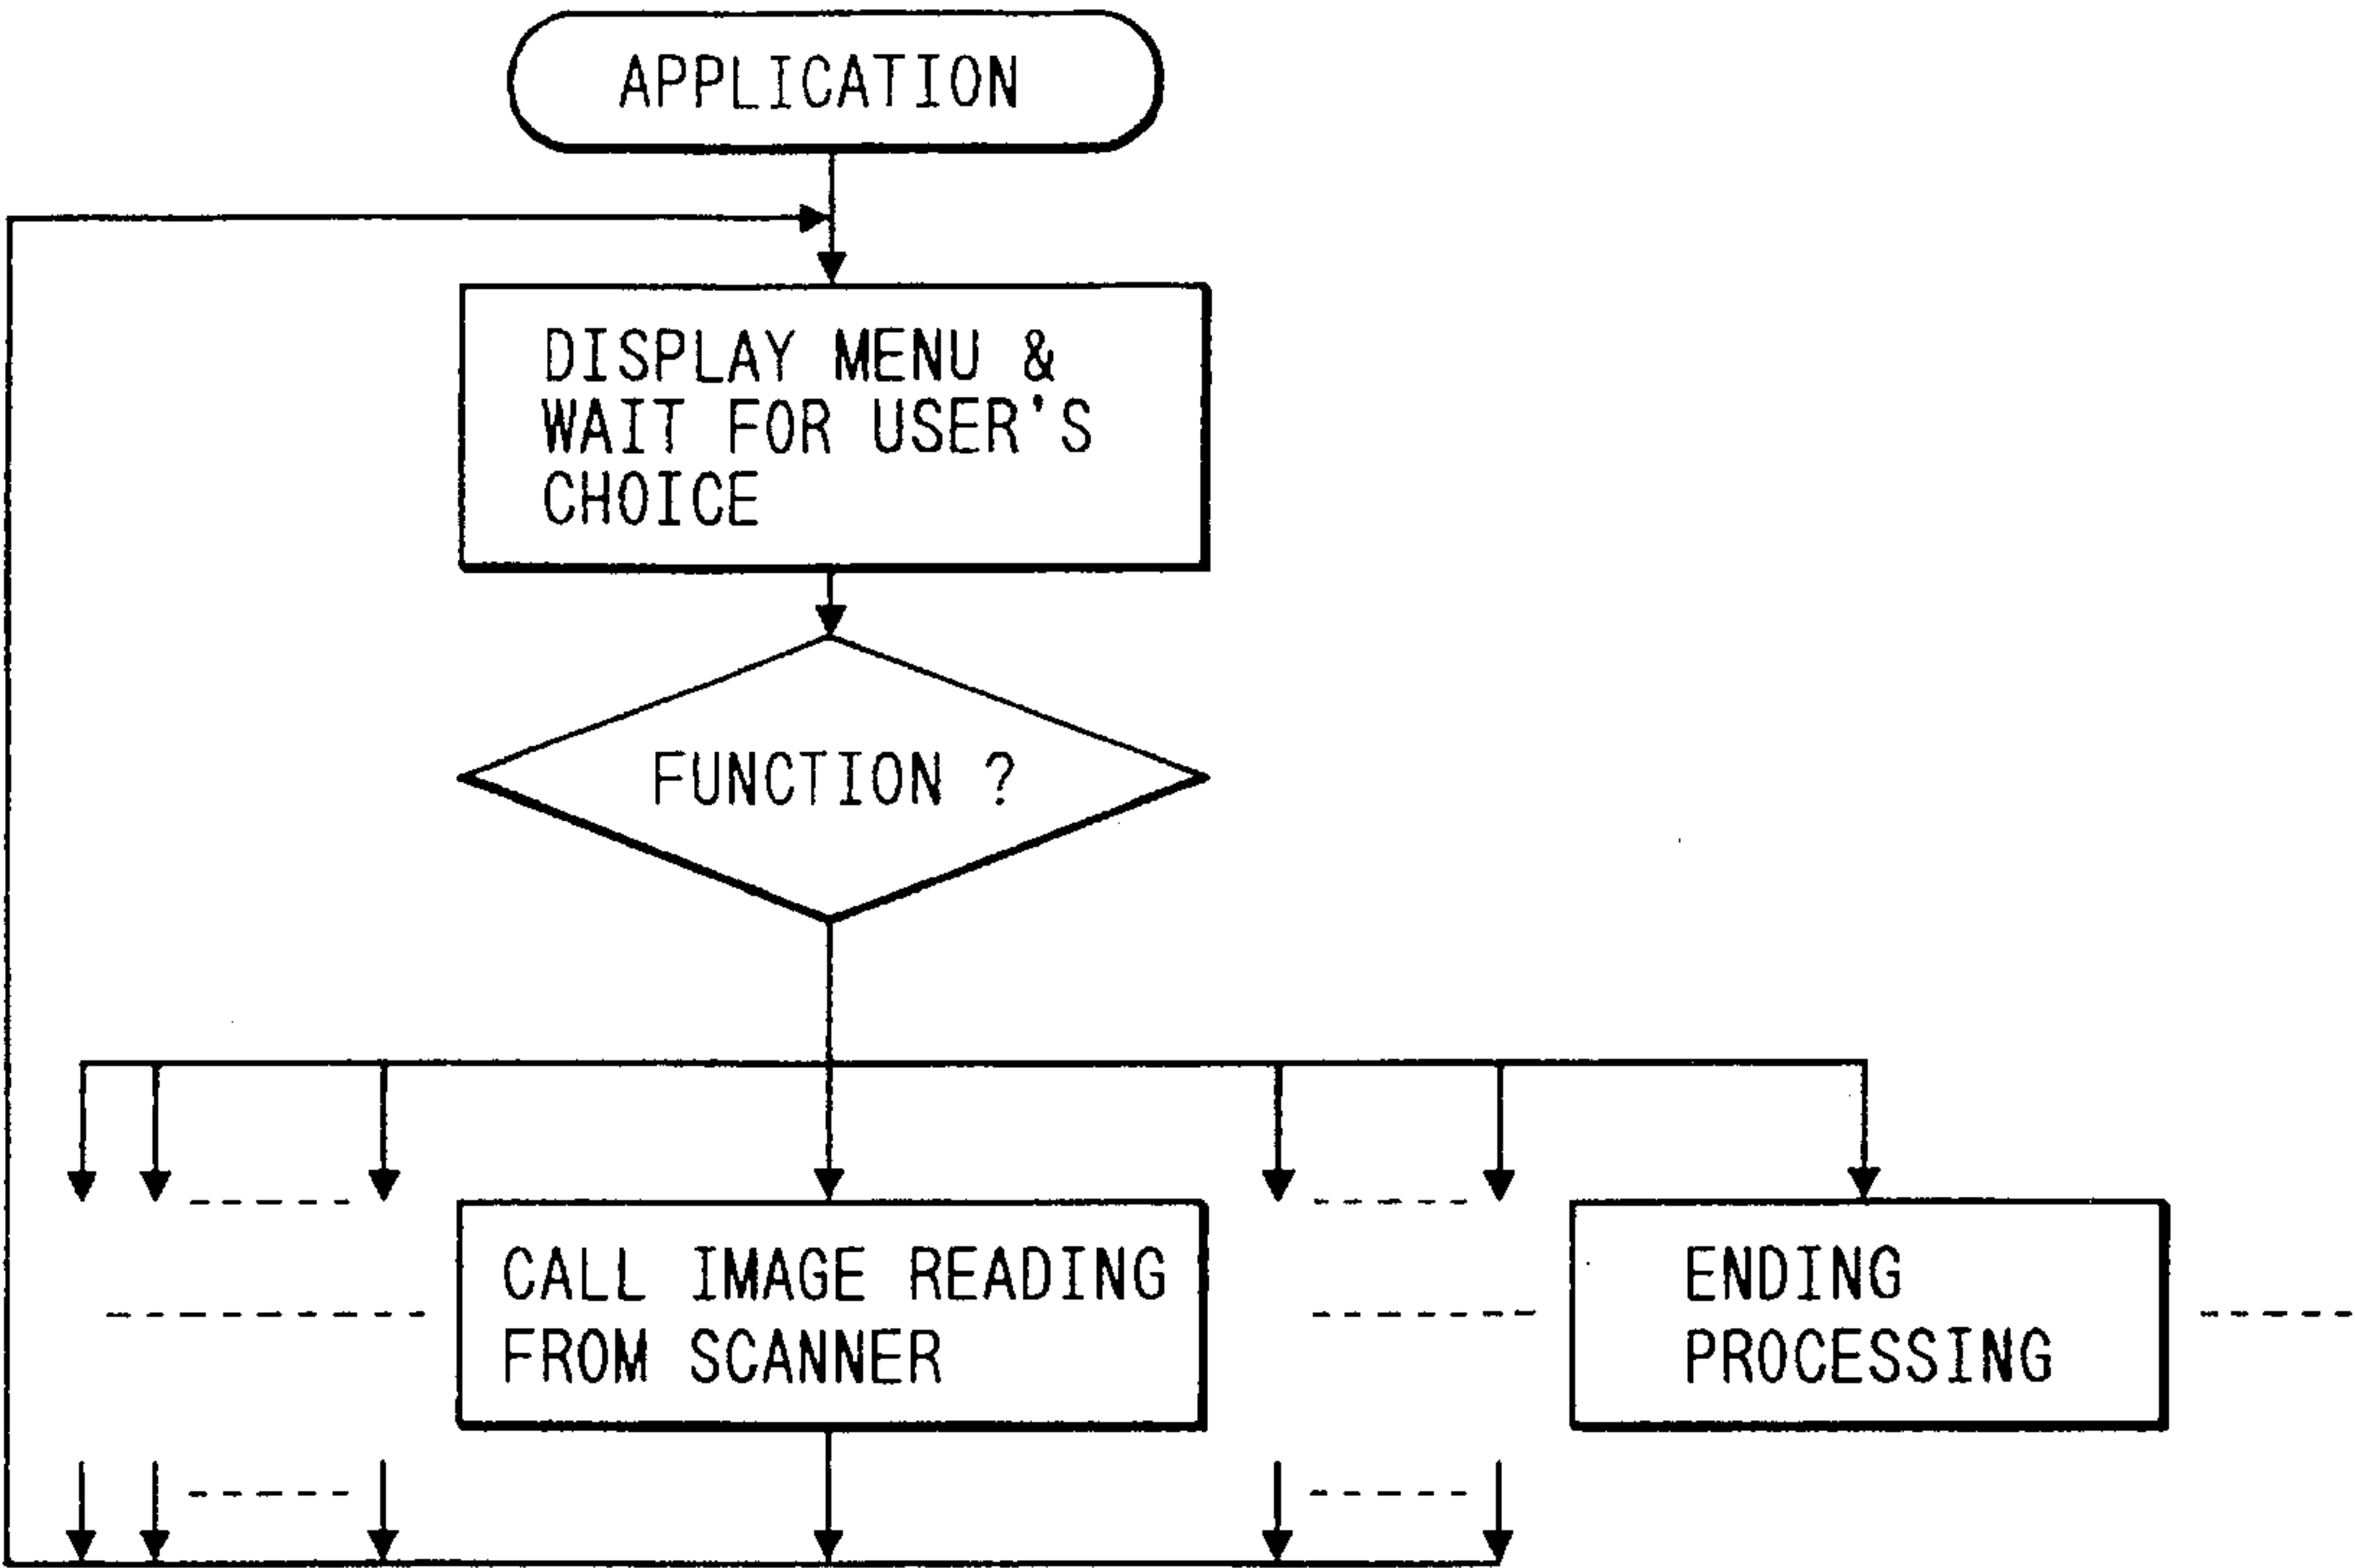 APPLICATION
DISPLAY MENU &
WAIT FOR USER'S
CHOICE
FUNCTION ?
CALL IMAGE READING
FROM SCANNER
ENDING
PROCESSING